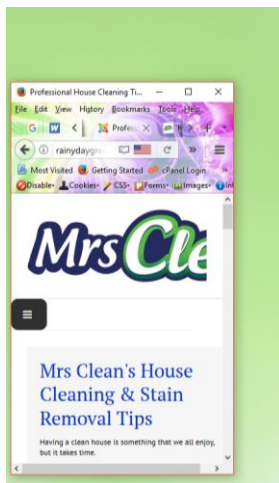 Professional House Cleaning Ti...
File Edit View History Bookmarks Tools Help
Profes
rainydaygr
Most Visited Getting Started cPanel Login
Disable Cookies CSS Forms Images
MrsCle
Mrs Clean's House
Cleaning & Stain
Removal Tips
Having a clean house is something that we all enjoy,
but it takes time.